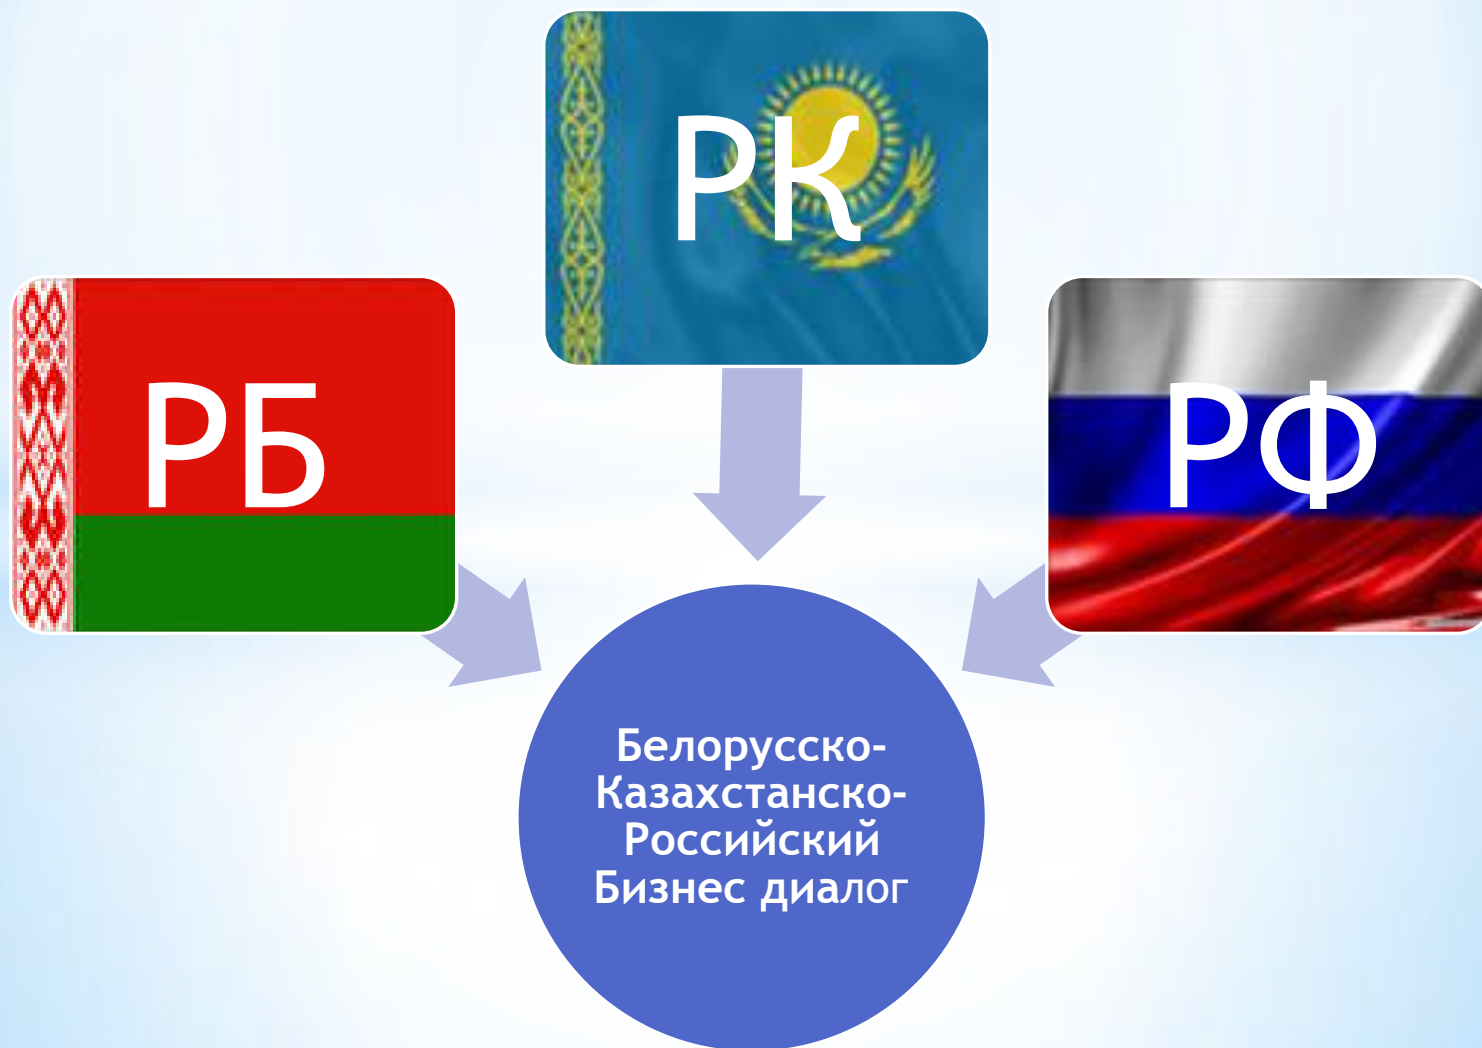 РК
РБ
РФ
Белорусско-
Казахстанско-
Российский
Бизнес диалог